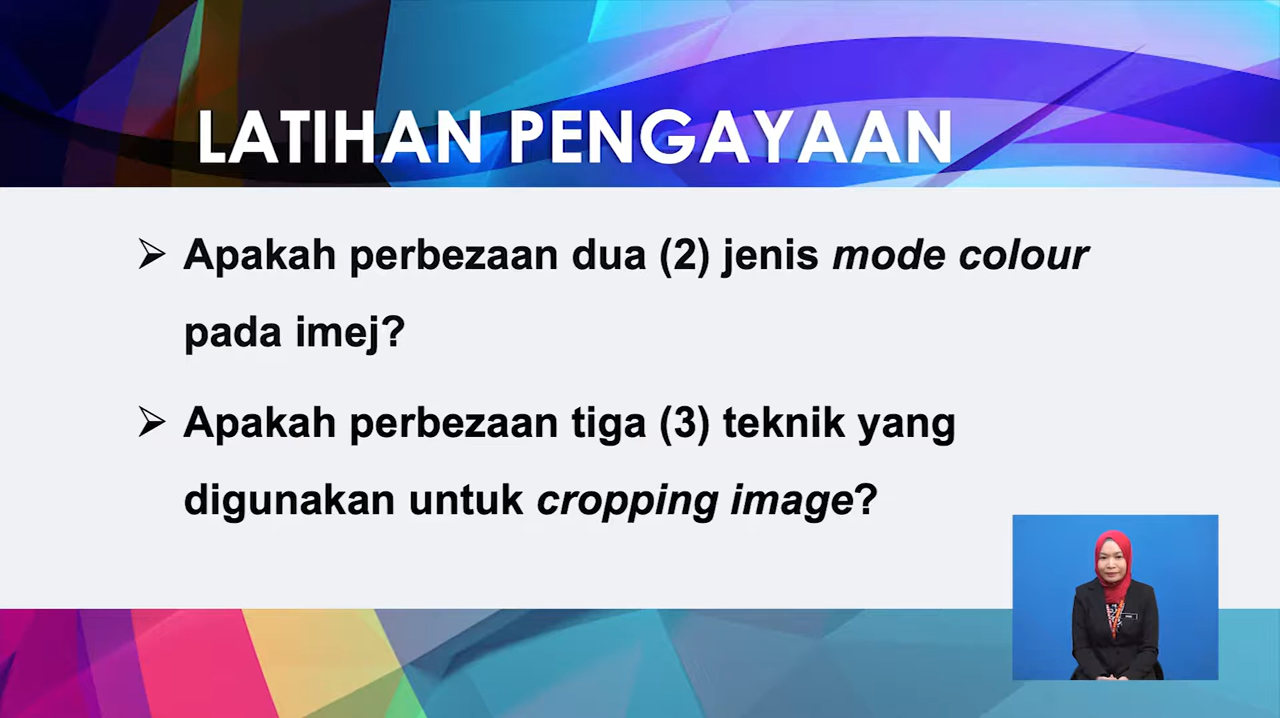 LATIHAN PENGAYAAN
➢ Apakah perbezaan dua (2) jenis mode colour
pada imej?
➢ Apakah perbezaan tiga (3) teknik yang
digunakan untuk cropping image?